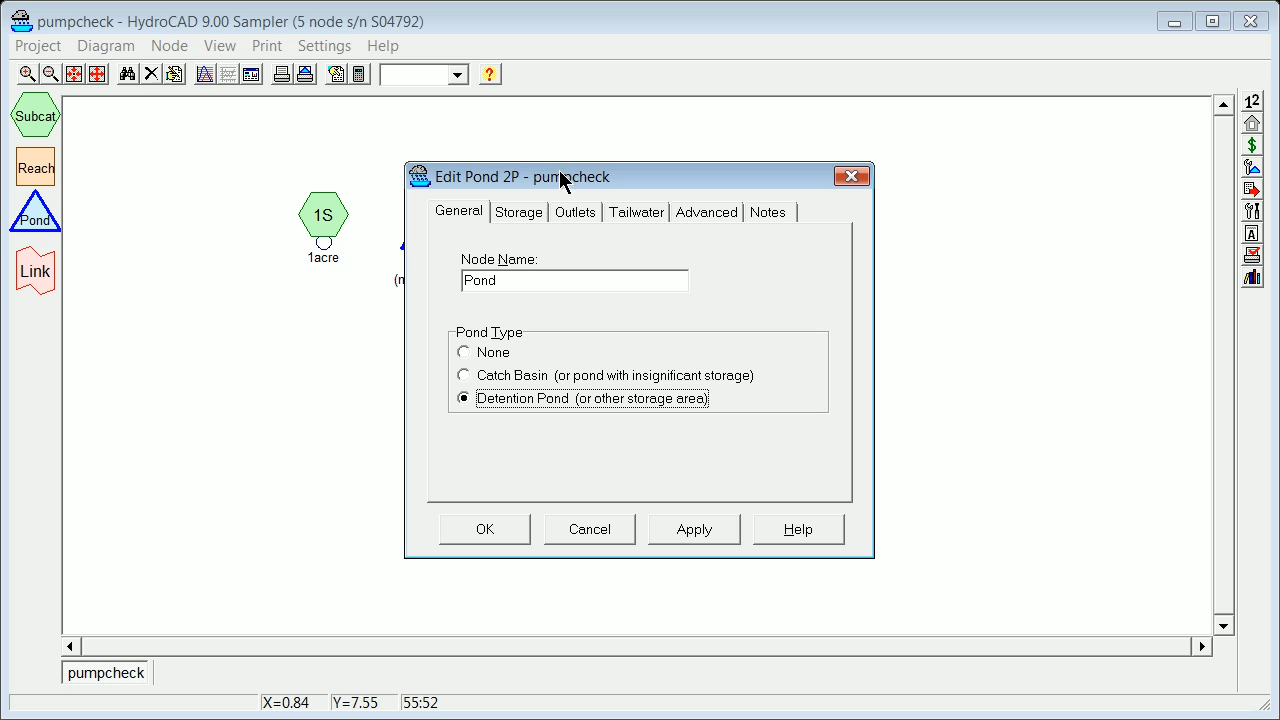 pumpcheck - HydroCAD 9.00 Sampler (5 node s/n S04792)
Project Diagram Node View Print Settings Help
?
Subcat
Reach
Pond
Link
1S
1acre
(n
Edit Pond 2P - pumpcheck
General Storage Outlets Tailwater Advanced Notes
Node Name:
Pond
Pond Type
None
Catch Basin (or pond with insignificant storage)
Detention Pond (or other storage area)
OK Cancel Apply Help
12
$
A
pumpcheck
X=0.84 Y=7.55 55:52